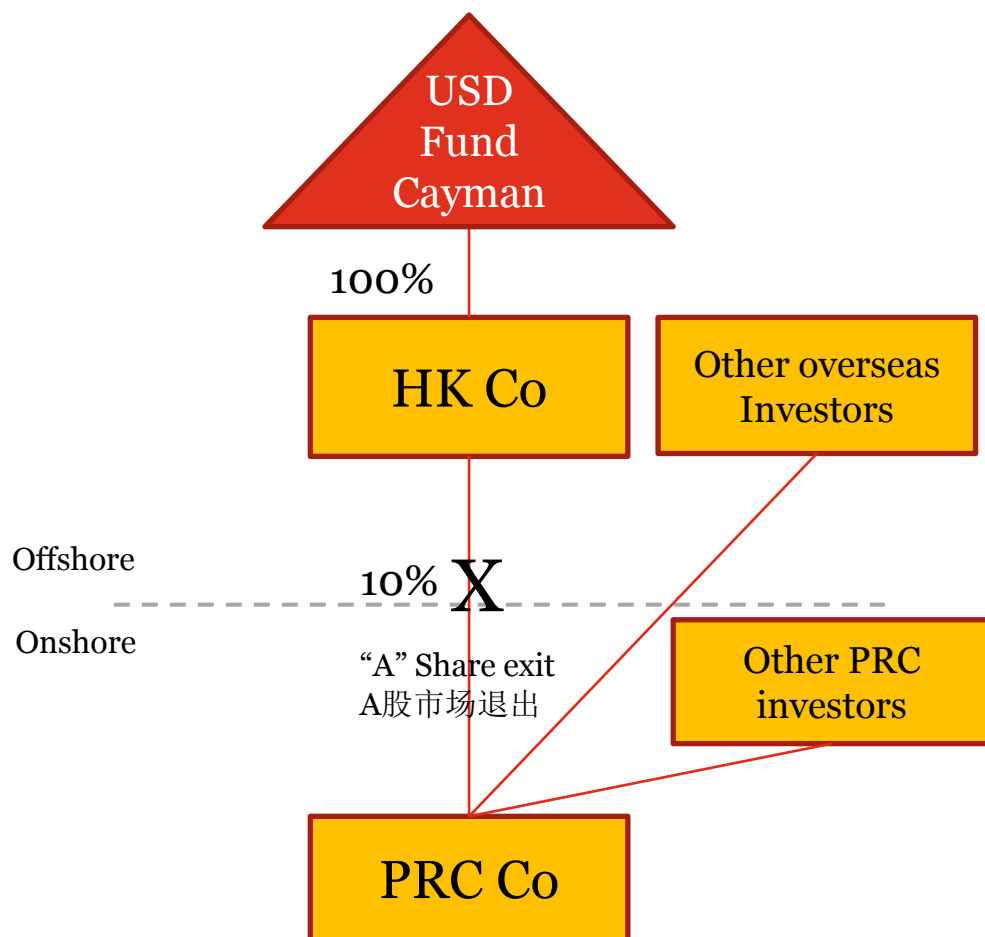 USD
Fund
Cayman
100%
HK Co
Other overseas
Investors
Offshore
10%
X
Onshore
“A” Share exit
A股市场退出
Other PRC
investors
PRC Co